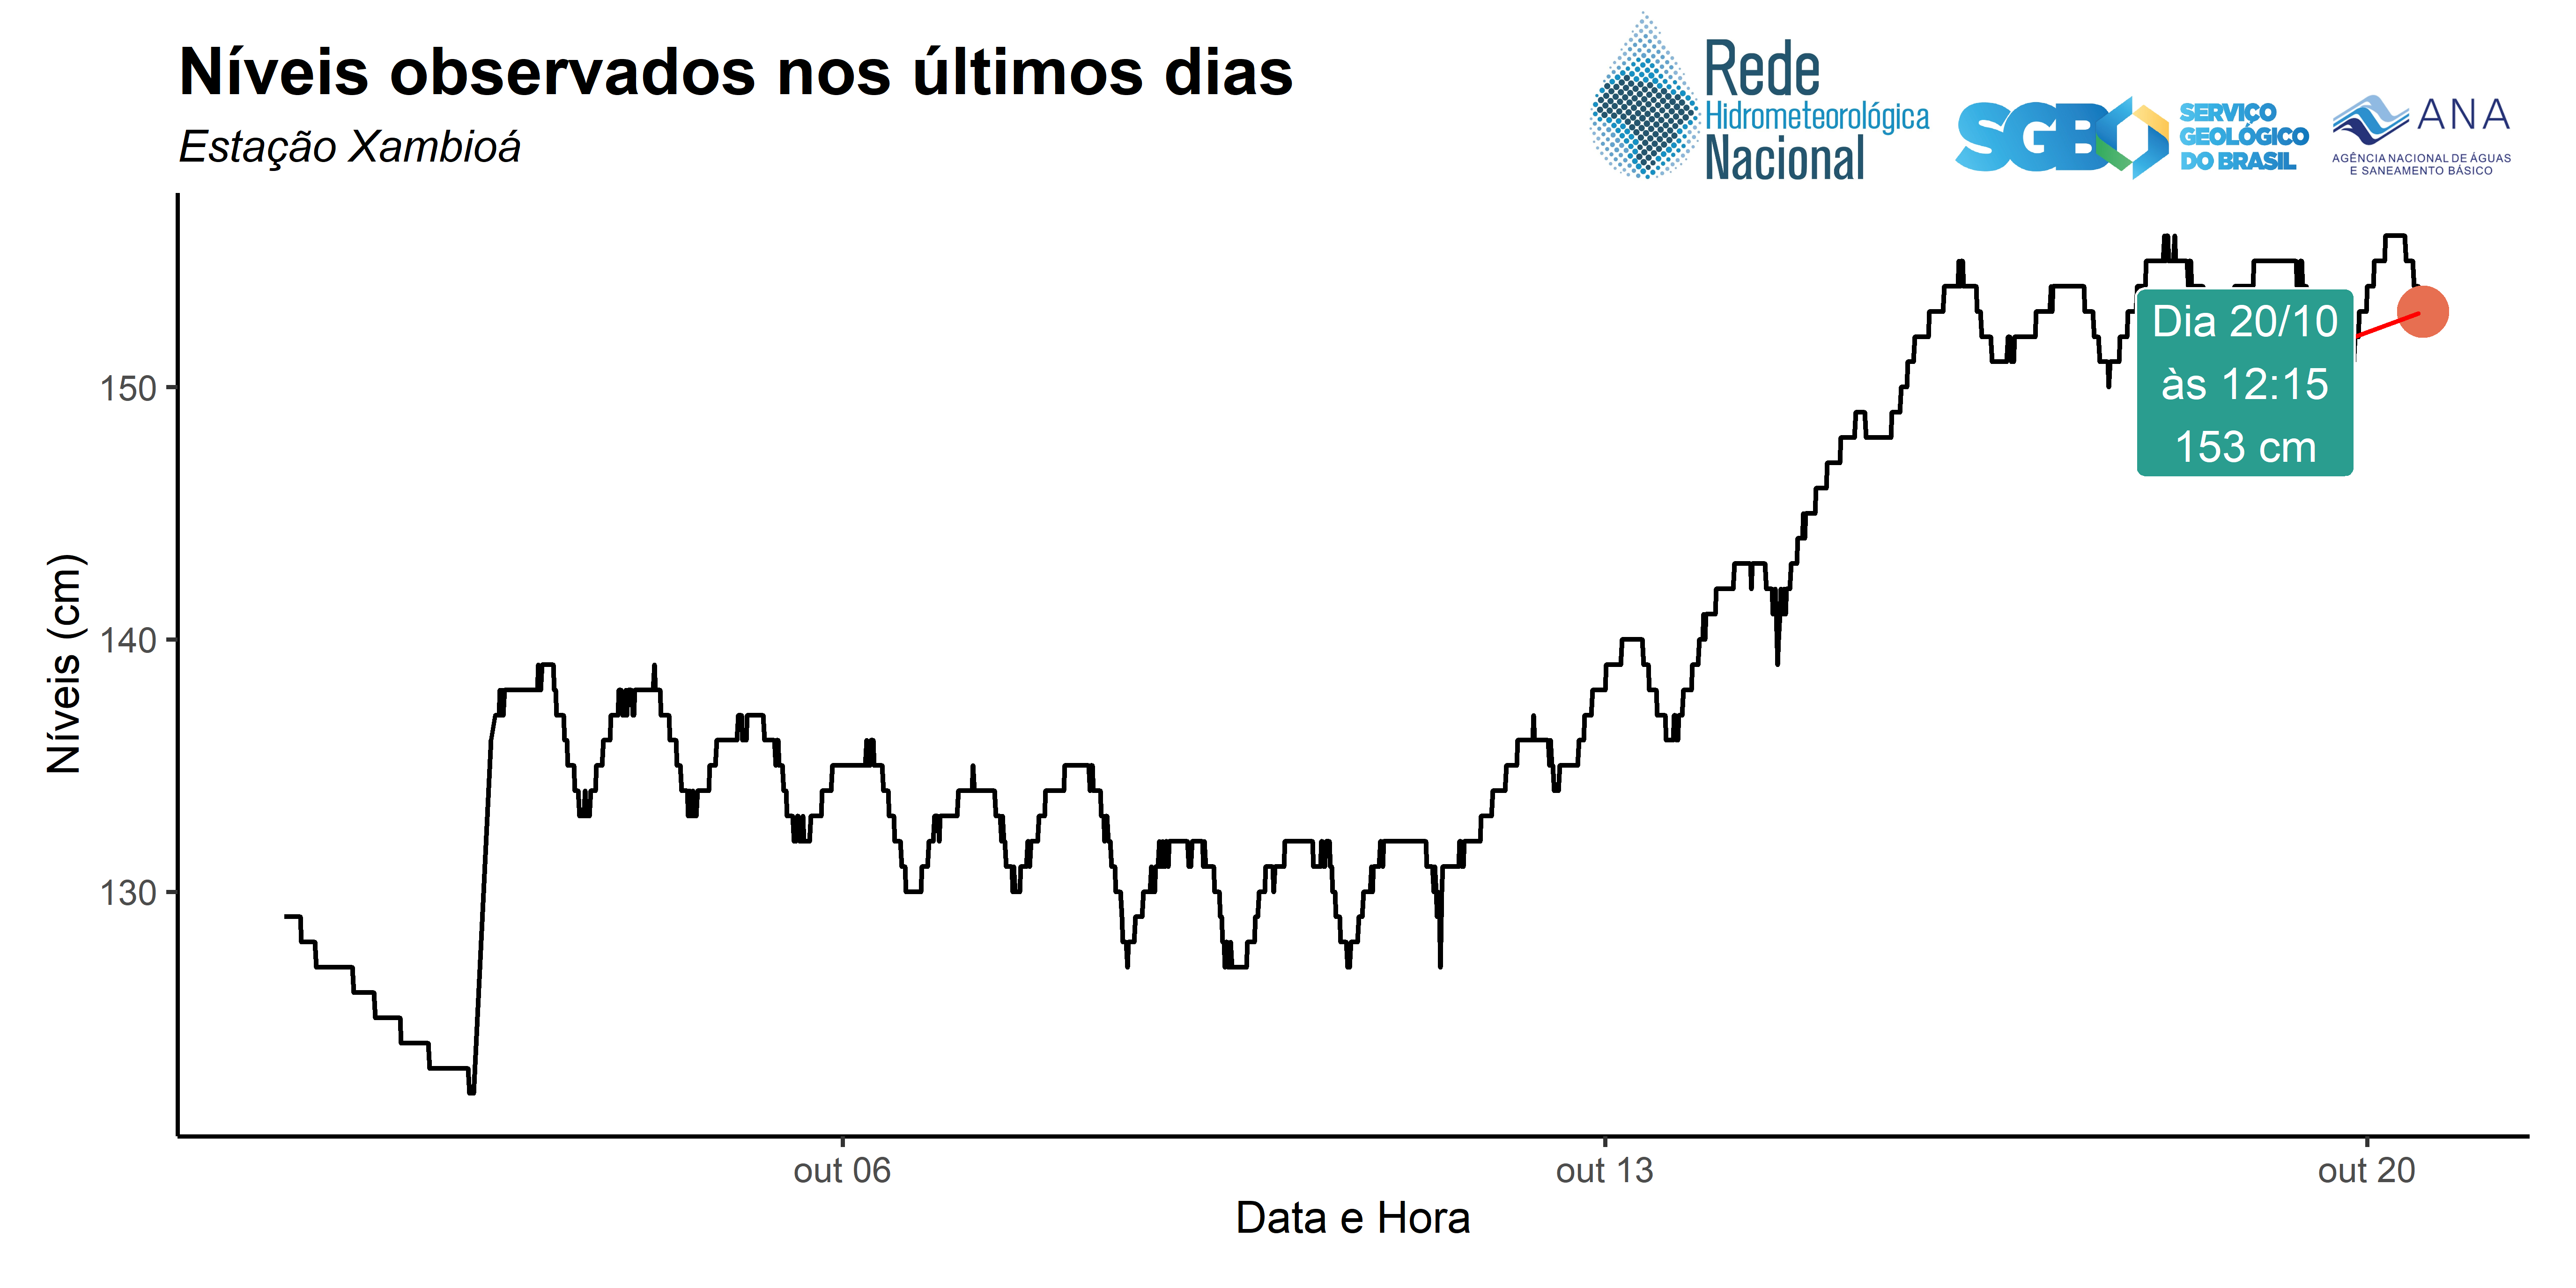 Níveis observados nos últimos dias
Estação Xambioá
Rede
Hidrometeorológica
Nacional
SGB
SERVIÇO
GEOLÓGICO
DO BRASIL
ANA
AGÊNCIA NACIONAL DE ÁGUAS
E SANEAMENTO BÁSICO
Níveis (cm)
150
140
130
Dia 20/10
às 12:15
153 cm
out 06
out 13
out 20
Data e Hora